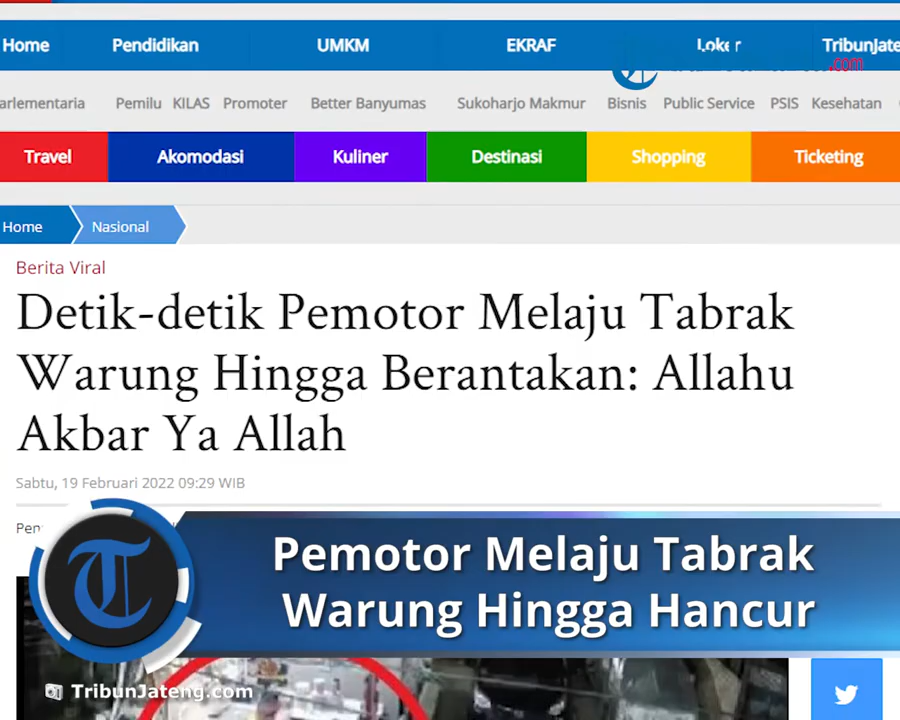 Home Pendidikan UMKM EKRAF Loker TribunJate
.com
arlementaria Pemilu KILAS Promoter Better Banyumas Sukoharjo Makmur Bisnis Public Service PSIS Kesehatan
Travel Akomodasi Kuliner Destinasi Shopping Ticketing
Home Nasional
Berita Viral
Detik-detik Pemotor Melaju Tabrak
Warung Hingga Berantakan: Allahu
Akbar Ya Allah
Sabtu, 19 Februari 2022 09:29 WIB
Pemotor Melaju Tabrak
Warung Hingga Hancur
T
TribunJateng.com